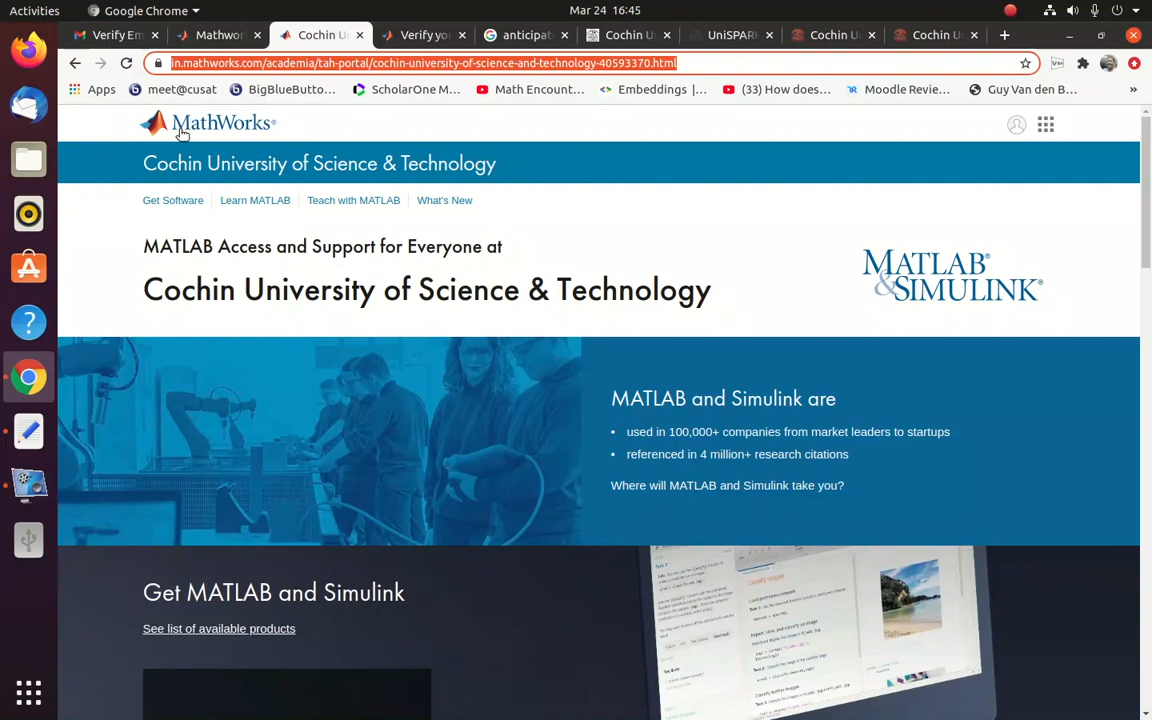 Activities
Google Chrome
Mar 24 16:45
Verify Em
Mathwor
Cochin U
Verify yo
anticipat
Cochin U
UniSPAR
Cochin U
Cochin U
in.mathworks.com/academia/tah-portal/cochin-university-of-science-and-technology-40593370.html
Apps
meet@cusat
BigBlueButto...
ScholarOne M...
Math Encount...
Embeddings |...
(33) How does...
Moodle Revie...
Guy Van den B...
»
MathWorks®
Cochin University of Science & Technology
Get Software
Learn MATLAB
Teach with MATLAB
What's New
MATLAB Access and Support for Everyone at
Cochin University of Science & Technology
MATLAB®
&SIMULINK®
MATLAB and Simulink are
• used in 100,000+ companies from market leaders to startups
• referenced in 4 million+ research citations
Where will MATLAB and Simulink take you?
Get MATLAB and Simulink
See list of available products
Classify Images